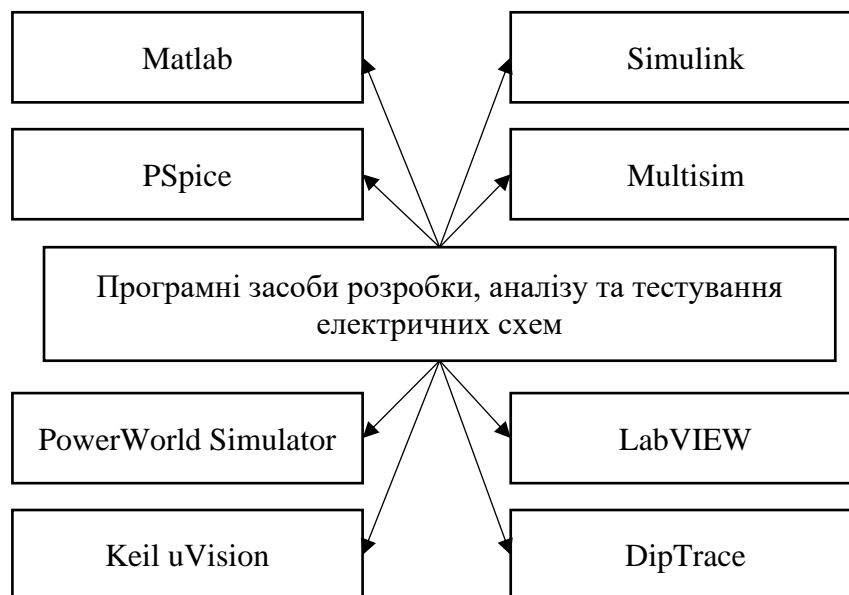 Matlab
Simulink
PSpice
Multisim
Програмні засоби розробки, аналізу та тестування
електричних схем
PowerWorld Simulator
LabVIEW
Keil uVision
DipTrace